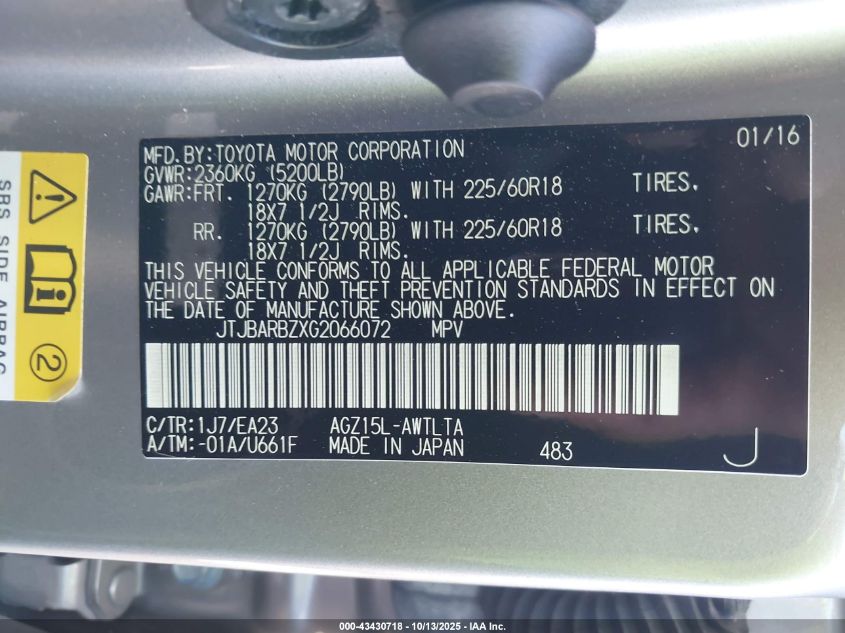 01/16
MFD.BY:TOYOTA MOTOR CORPORATION
GVWR:2360KG (5200LB)
GAWR:FRT. 1270KG (2790LB) WITH 225/60R18 TIRES.
18X7 1/2J RIMS.
RR. 1270KG (2790LB) WITH 225/60R18 TIRES.
18X7 1/2J RIMS.
THIS VEHICLE CONFORMS TO ALL APPLICABLE FEDERAL MOTOR
VEHICLE SAFETY AND THEFT PREVENTION STANDARDS IN EFFECT ON
THE DATE OF MANUFACTURE SHOWN ABOVE.
JTJBARBZXG2066072 MPV
C/TR:1J7/EA23 AGZ15L-AWTLTA
A/TM:-01A/U661F MADE IN JAPAN 483 J
SRS SIDE AIRBAG
2
000-43430718 - 10/13/2025 - IAA Inc.